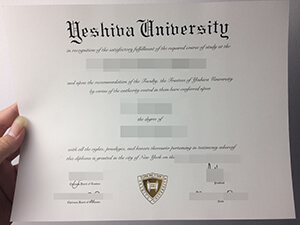 Yeshiva University
in recognition of the satisfactory fulfillment of the required course of study at the
and upon the recommendation of the Faculty, the Trustees of Yeshiva University
by virtue of the authority vested in them have conferred upon
the degree of
with all the rights, privileges, and honors thereunto pertaining in testimony whereof
this diploma is granted in the city of New York on the
President